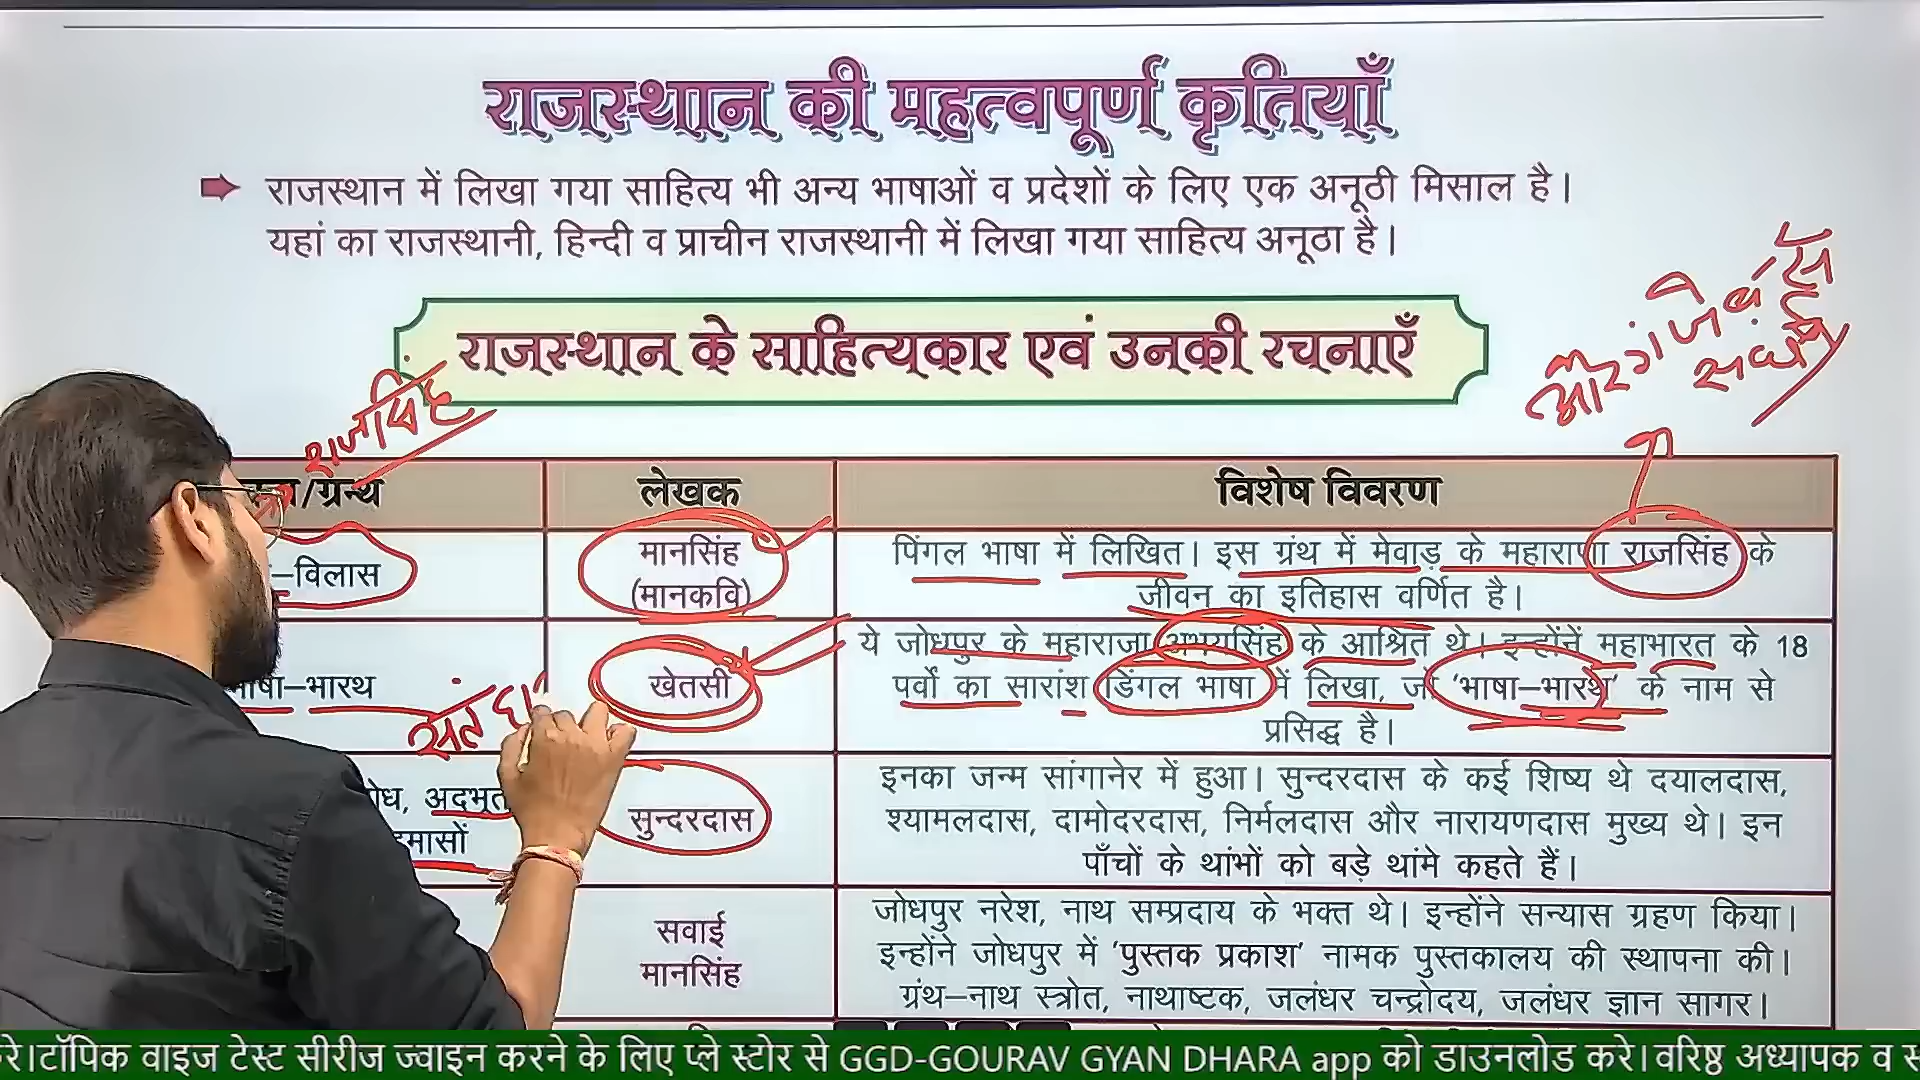 राजस्थान की महत्वपूर्ण कृतियाँ
राजस्थान में लिखा गया साहित्य भी अन्य भाषाओं व प्रदेशों के लिए एक अनूठी मिसाल है।
यहां का राजस्थानी, हिन्दी व प्राचीन राजस्थानी में लिखा गया साहित्य अनूठा है।
औरंगजेब से
संघर्ष
राजस्थान के साहित्यकार एवं उनकी रचनाएँ
राजसिंह
/ग्रन्थ
लेखक
विशेष विवरण
–विलास
मानसिंह
(मानकवि)
पिंगल भाषा में लिखित। इस ग्रंथ में मेवाड़ के महाराणा राजसिंह के
जीवन का इतिहास वर्णित है।
भाषा–भारथ
खेतसी
ये जोधपुर के महाराजा अभयसिंह के आश्रित थे। इन्होंनें महाभारत के 18
पर्वो का सारांश डिंगल भाषा में लिखा, जो ‘भाषा–भारथ’ के नाम से
प्रसिद्ध है।
संत
अद्‌भूत
सुन्दरदास
इनका जन्म सांगानेर में हुआ। सुन्दरदास के कई शिष्य थे दयालदास,
श्यामलदास, दामोदरदास, निर्मलदास और नारायणदास मुख्य थे। इन
पाँचों के थांभों को बड़े थांमे कहते हैं।
सवाई
मानसिंह
जोधपुर नरेश, नाथ सम्प्रदाय के भक्त थे। इन्होंने सन्यास ग्रहण किया।
इन्होंने जोधपुर में ‘पुस्तक प्रकाश’ नामक पुस्तकालय की स्थापना की।
ग्रंथ–नाथ स्त्रोत, नाथाष्टक, जलंधर चन्द्रोदय, जलंधर ज्ञान सागर।
रे।टॉपिक वाइज टेस्ट सीरीज ज्वाइन करने के लिए प्ले स्टोर से GGD-GOURAV GYAN DHARA app को डाउनलोड करे।वरिष्ठ अध्यापक व